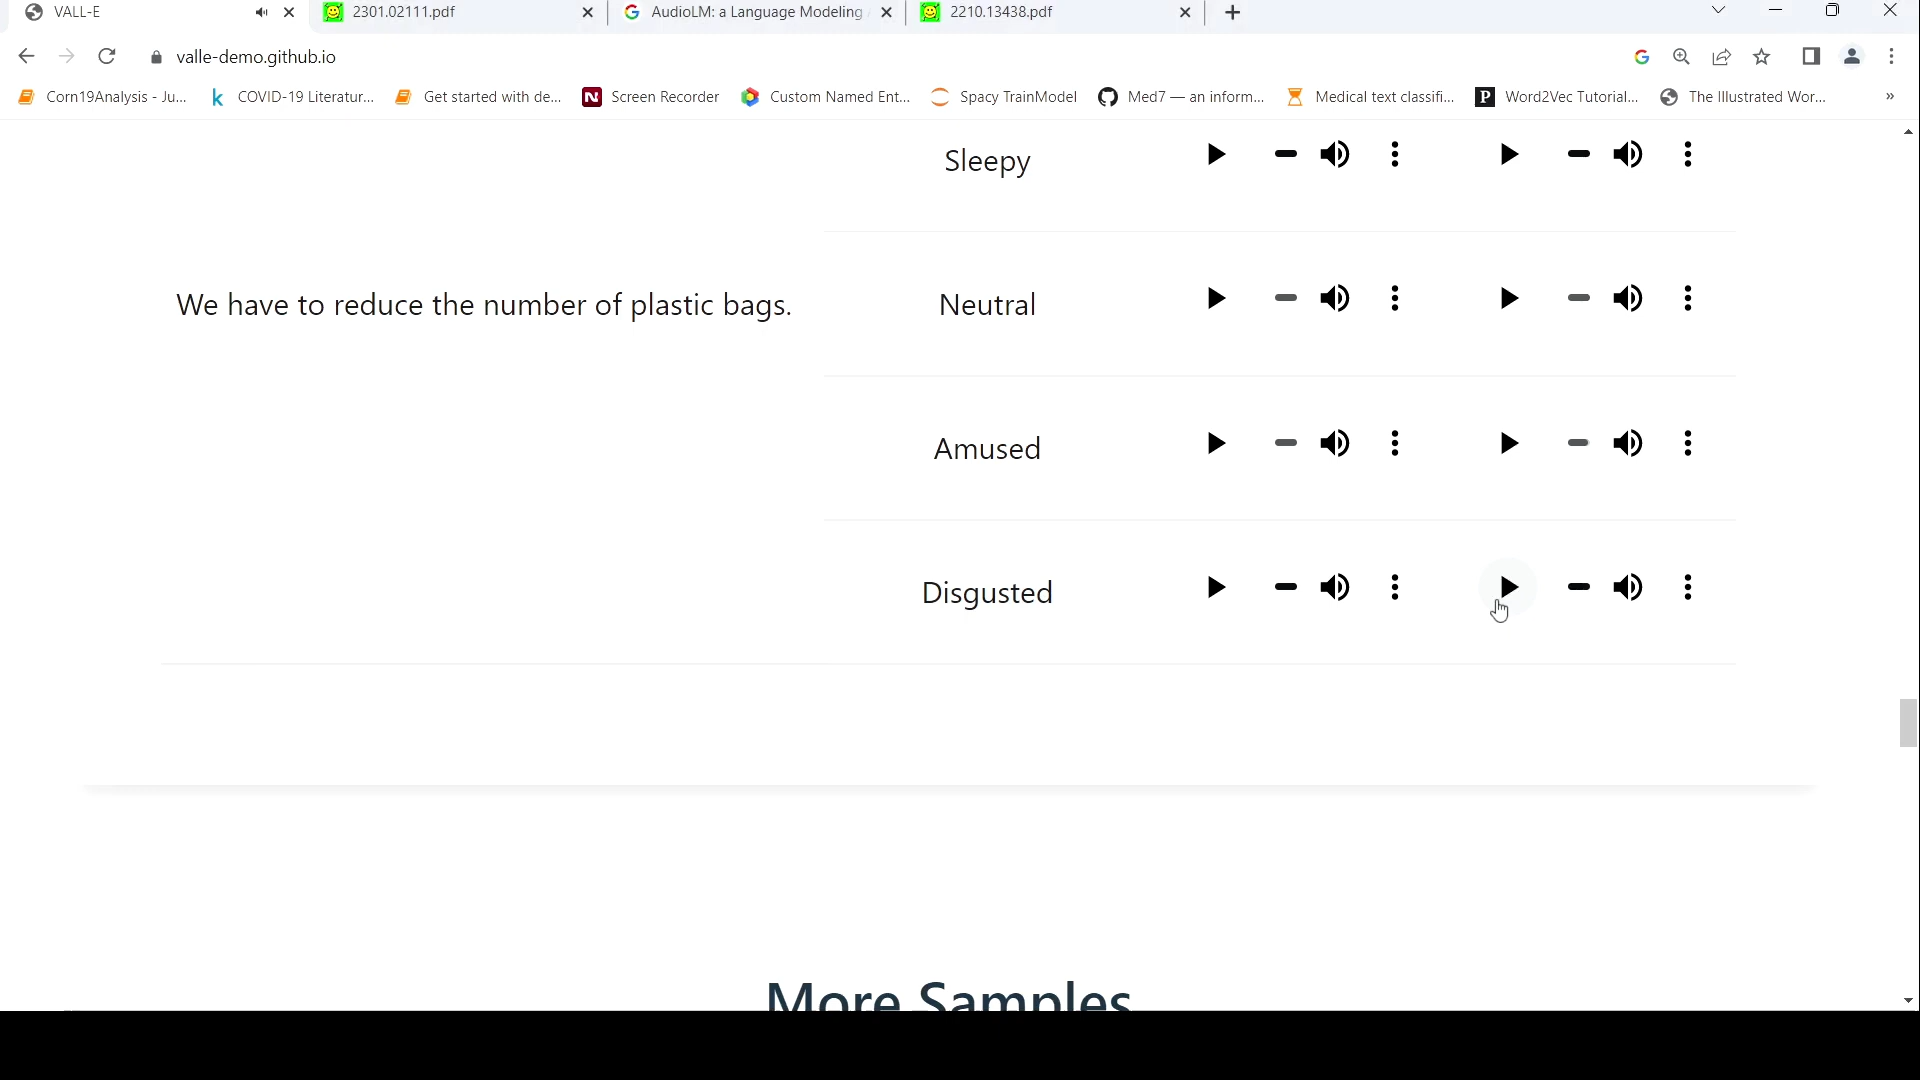 VALL-E
2301.02111.pdf
AudioLM: a Language Modeling
2210.13438.pdf
valle-demo.github.io
Corn19Analysis - Ju...
COVID-19 Literatur...
Get started with de...
Screen Recorder
Custom Named Ent...
Spacy TrainModel
Med7 — an inform...
Medical text classifi...
Word2Vec Tutorial...
The Illustrated Wor...
Sleepy
We have to reduce the number of plastic bags.
Neutral
Amused
Disgusted
More Samples